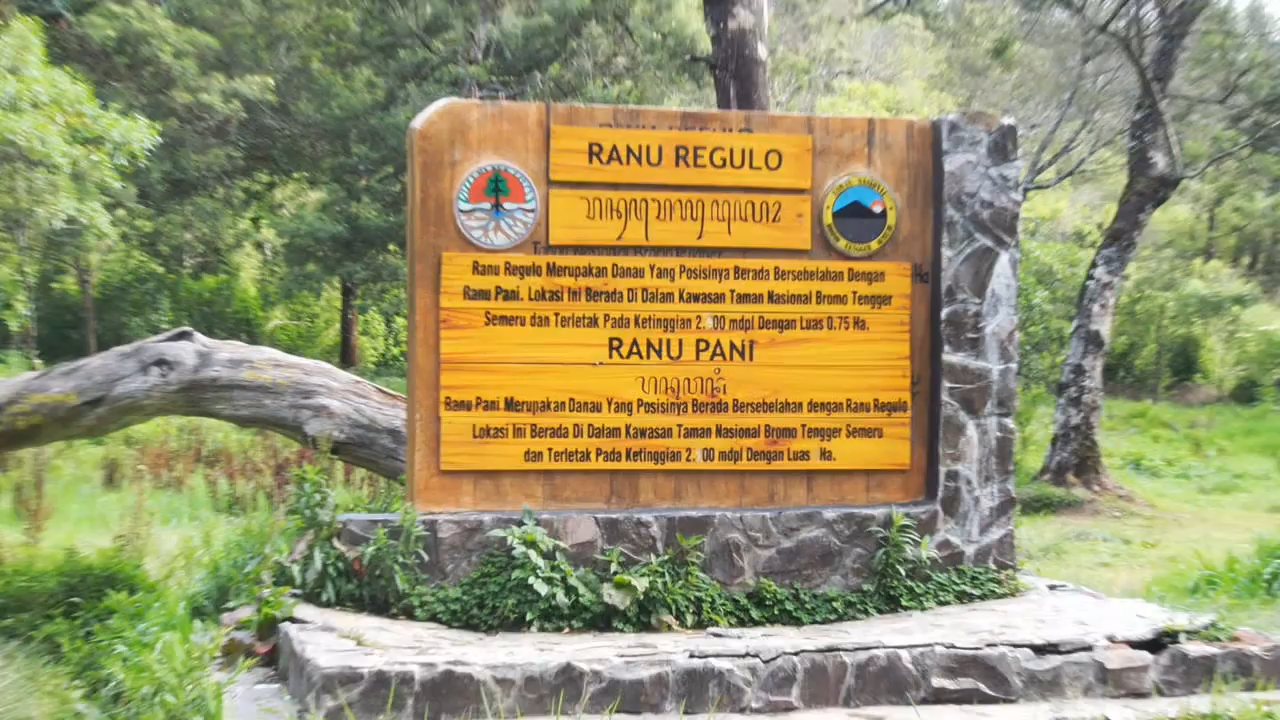 RANU REGULO
Ranu Regulo Merupakan Danau Yang Posisinya Berada Bersebelahan Dengan
Ranu Pani. Lokasi Ini Berada Di Dalam Kawasan Taman Nasional Bromo Tengger
Semeru dan Terletak Pada Ketinggian 2. 00 mdpl Dengan Luas 0.75 Ha.
RANU PANI
Ranu Pani Merupakan Danau Yang Posisinya Berada Bersebelahan dengan Ranu Regulo
Lokasi Ini Berada Di Dalam Kawasan Taman Nasional Bromo Tengger Semeru
dan Terletak Pada Ketinggian 2. 00 mdpl Dengan Luas Ha.